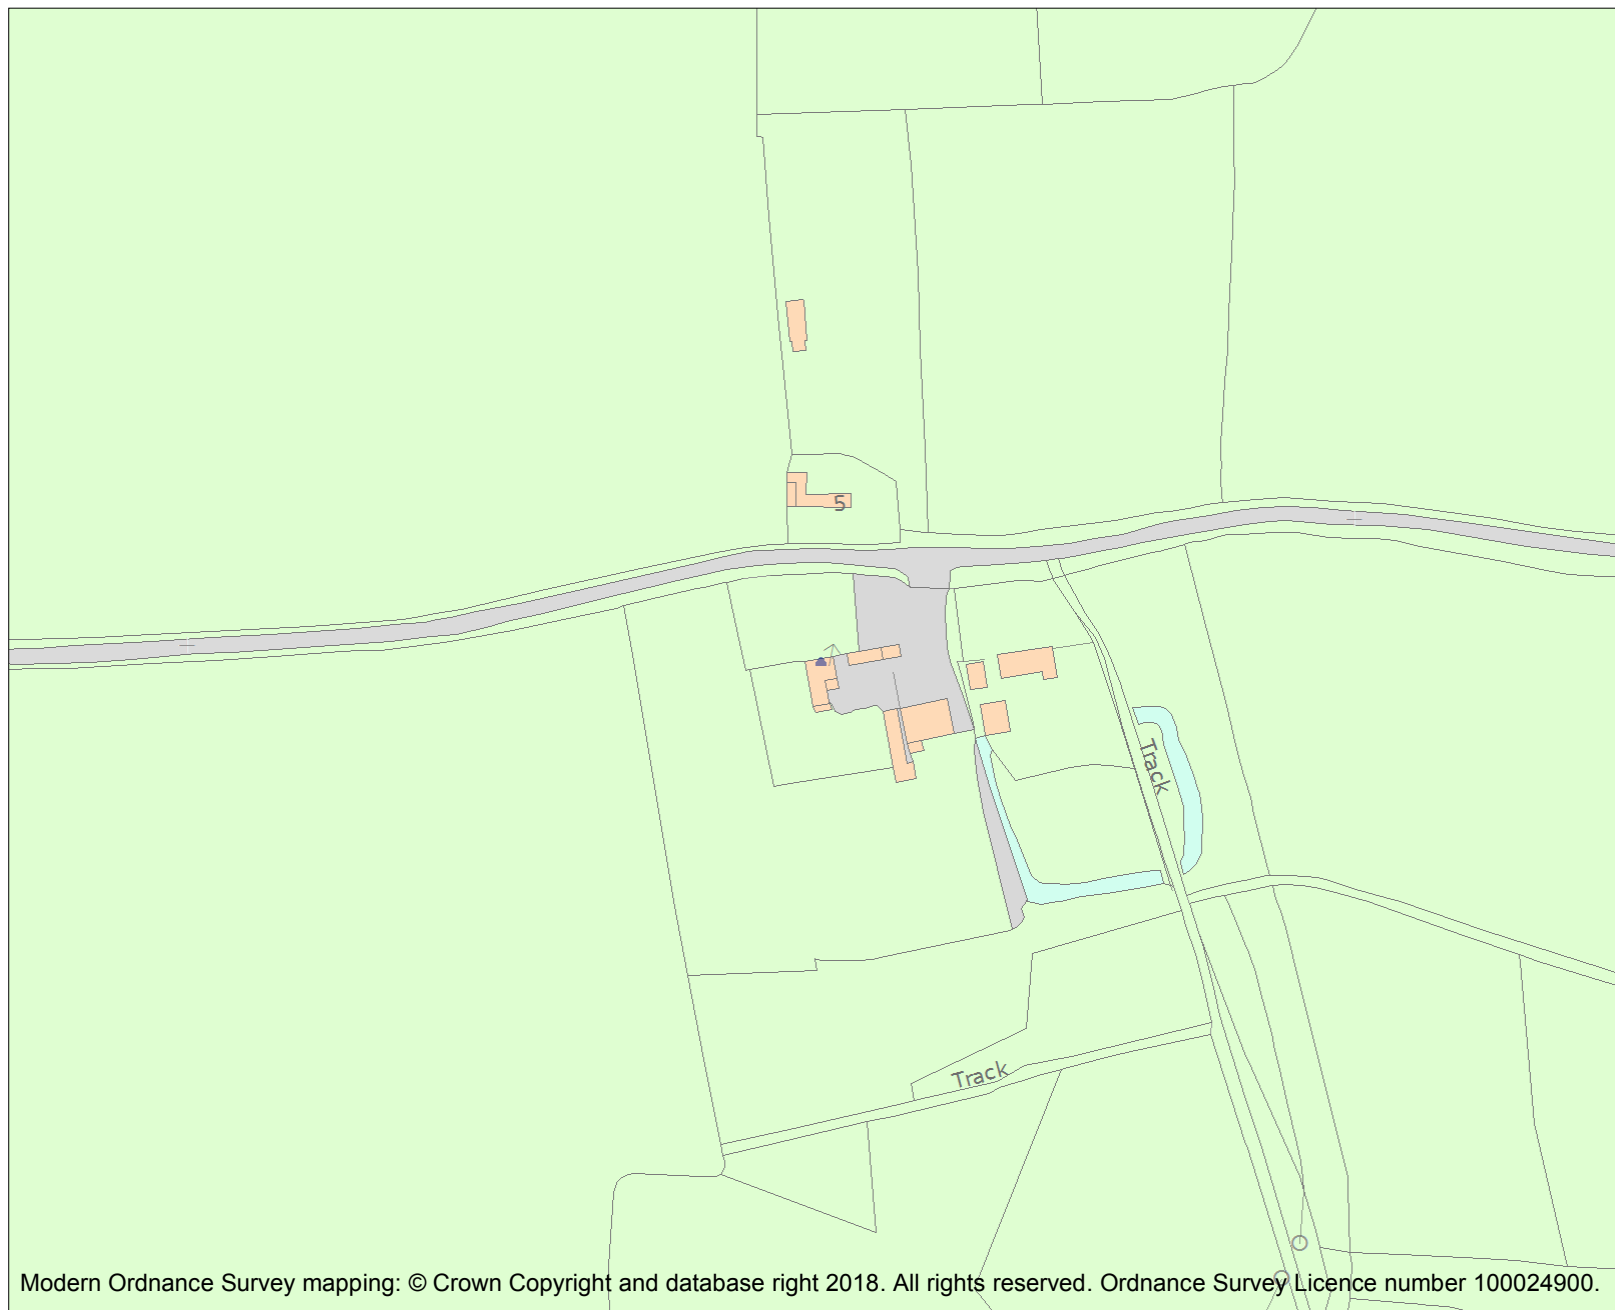 5
Track
Track
Modern Ordnance Survey mapping: © Crown Copyright and database right 2018. All rights reserved. Ordnance Survey Licence number 100024900.